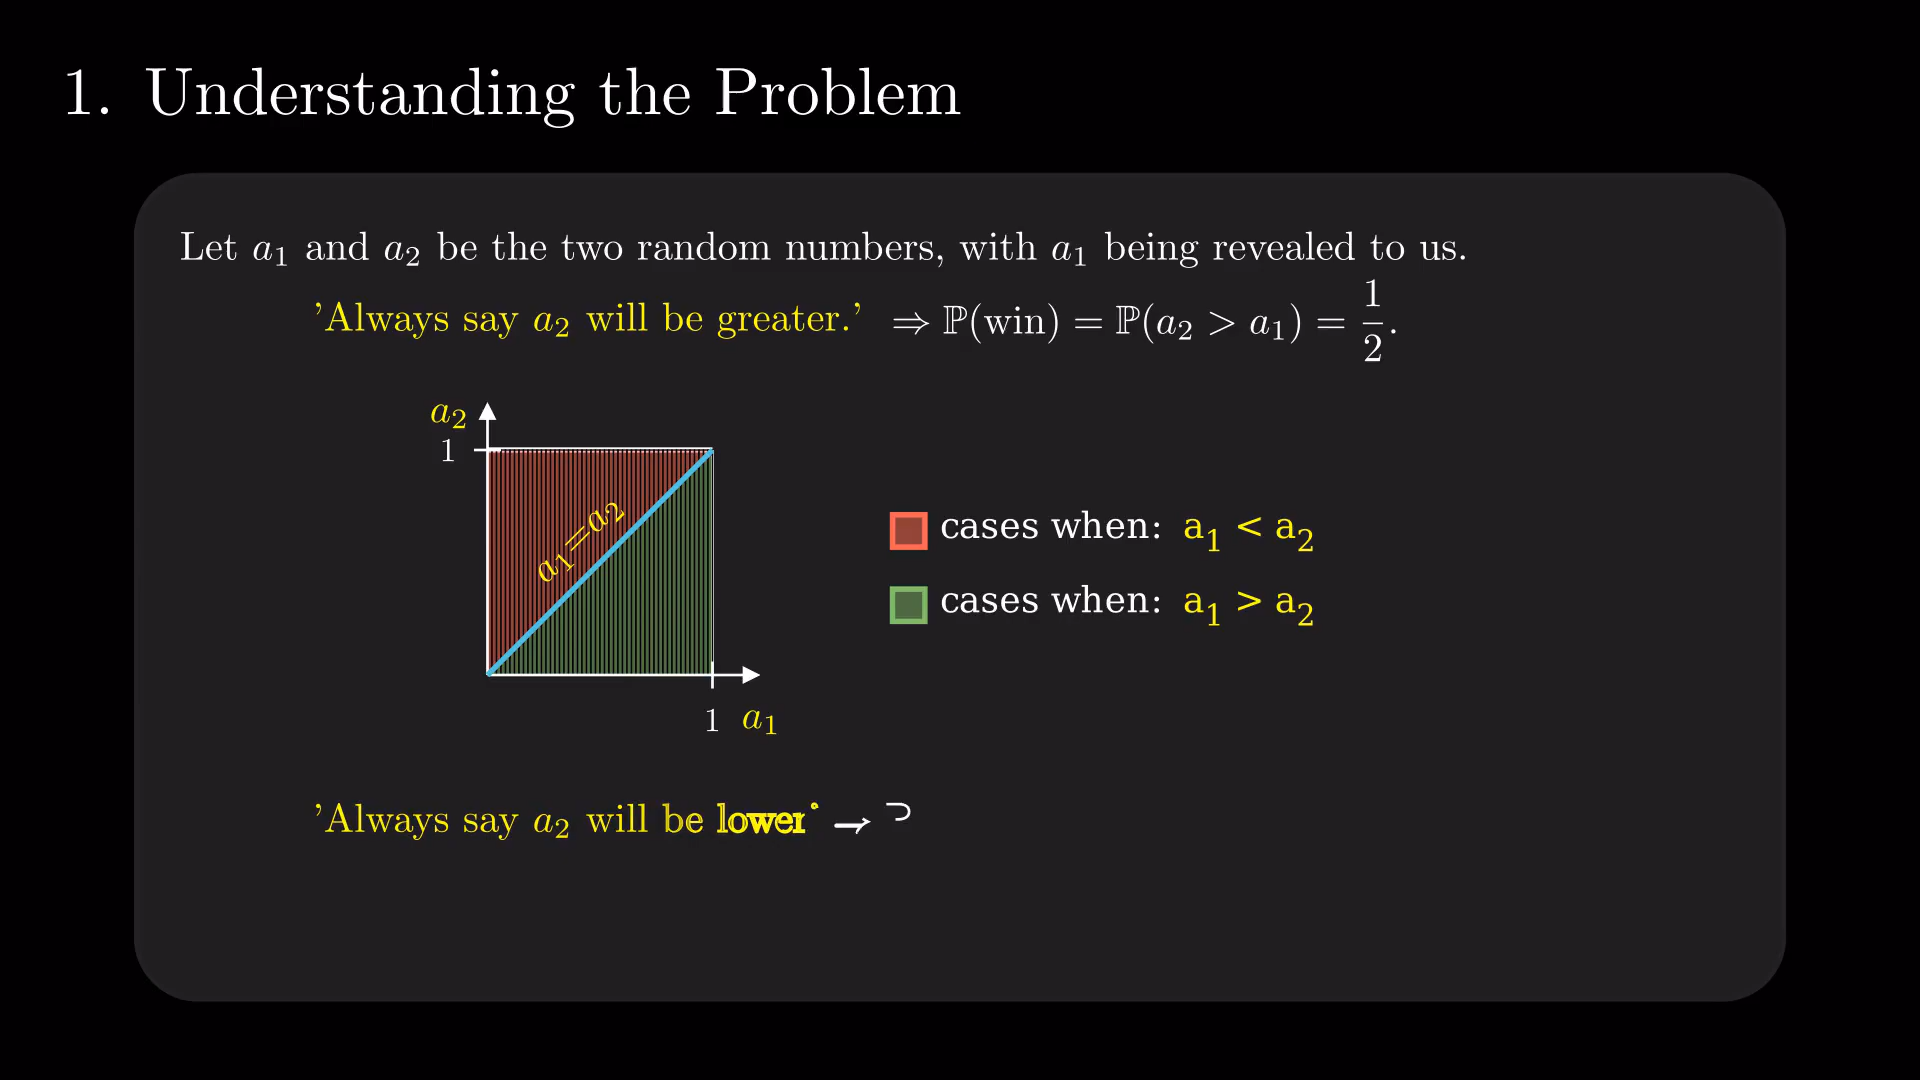 1. Understanding the Problem
Let a₁ and a₂ be the two random numbers, with a₁ being revealed to us.
'Always say a₂ will be greater.' ⇒ ℙ(win) = ℙ(a₂ > a₁) = 1/2.
a₂
1
a₁=a₂
cases when: a₁ < a₂
cases when: a₁ > a₂
1 a₁
'Always say a₂ will be lower